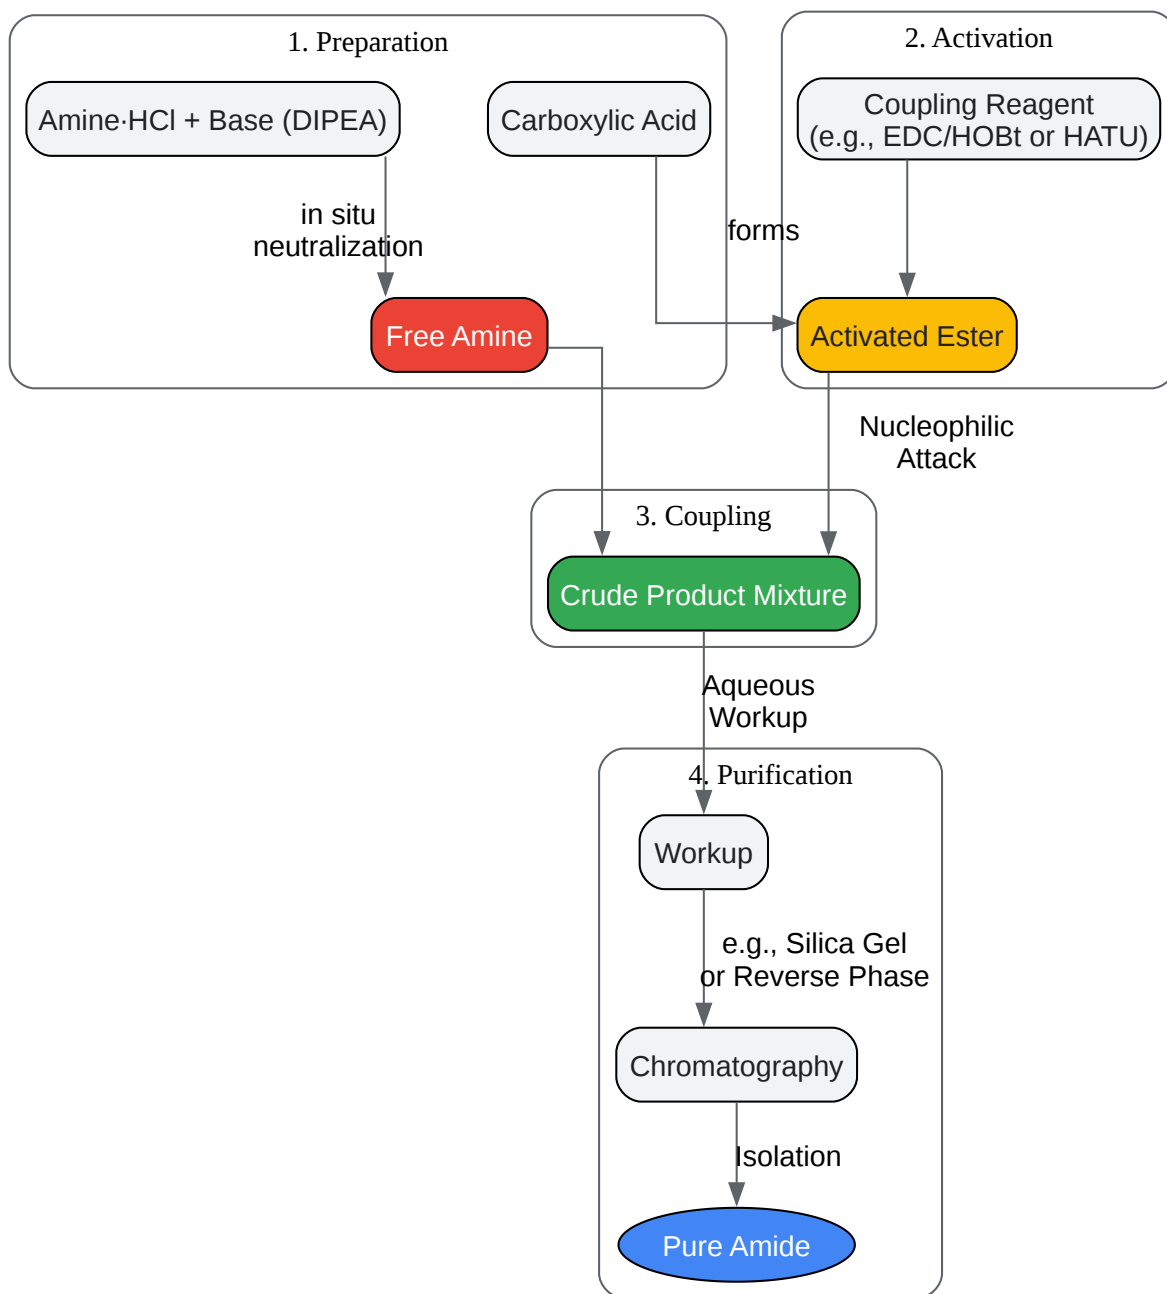 1. Preparation
Amine·HCl + Base (DIPEA)
Carboxylic Acid
in situ
neutralization
Free Amine
2. Activation
Coupling Reagent
(e.g., EDC/HOBt or HATU)
forms
Activated Ester
Nucleophilic
Attack
3. Coupling
Crude Product Mixture
Aqueous
Workup
4. Purification
Workup
e.g., Silica Gel
or Reverse Phase
Chromatography
Isolation
Pure Amide